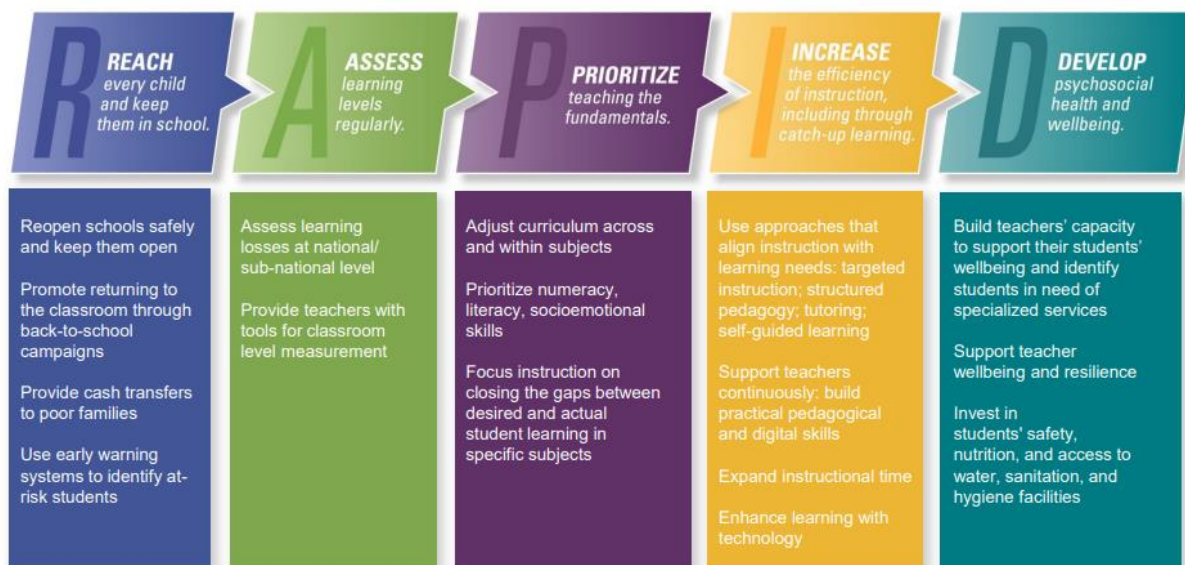 R
REACH
every child
and keep
them in school.
Reopen schools safely
and keep them open
Promote returning to
the classroom through
back-to-school
campaigns
Provide cash transfers
to poor families
Use early warning
systems to identify at-
risk students
A
ASSESS
learning
levels
regularly.
Assess learning
losses at national/
sub-national level
Provide teachers with
tools for classroom
level measurement
P
PRIORITIZE
teaching the
fundamentals.
Adjust curriculum across
and within subjects
Prioritize numeracy,
literacy, socioemotional
skills
Focus instruction on
closing the gaps between
desired and actual
student learning in
specific subjects
I
INCREASE
the efficiency
of instruction,
including through
catch-up learning.
Use approaches that
align instruction with
learning needs: targeted
instruction; structured
pedagogy; tutoring;
self-guided learning
Support teachers
continuously: build
practical pedagogical
and digital skills
Expand instructional time
Enhance learning with
technology
D
DEVELOP
psychosocial
health and
wellbeing.
Build teachers' capacity
to support their students'
wellbeing and identify
students in need of
specialized services
Support teacher
wellbeing and resilience
Invest in
students' safety,
nutrition, and access to
water, sanitation, and
hygiene facilities